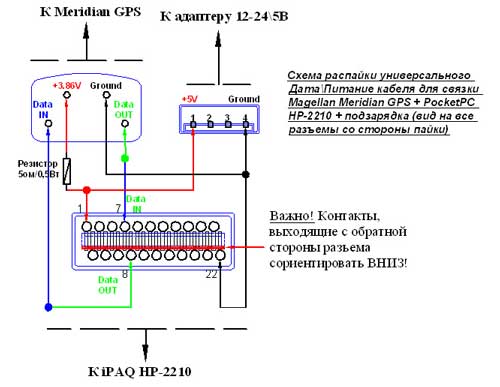 К Meridian GPS
К адаптеру 12-24\5В
+3.86V
Ground
Data
IN
Data
OUT
+5V
Ground
1
2
3
4
Схема распайки универсального
Дата\Питание кабеля для связки
Magellan Meridian GPS + PocketPC
HP-2210 + подзарядка (вид на все
разъемы со стороны пайки)
Резистор
5ом/0,5Вт
1
7
Data
IN
Важно! Контакты,
выходящие с обратной
стороны разъема
сориентировать ВНИЗ!
8
22
Data
OUT
К iPAQ HP-2210